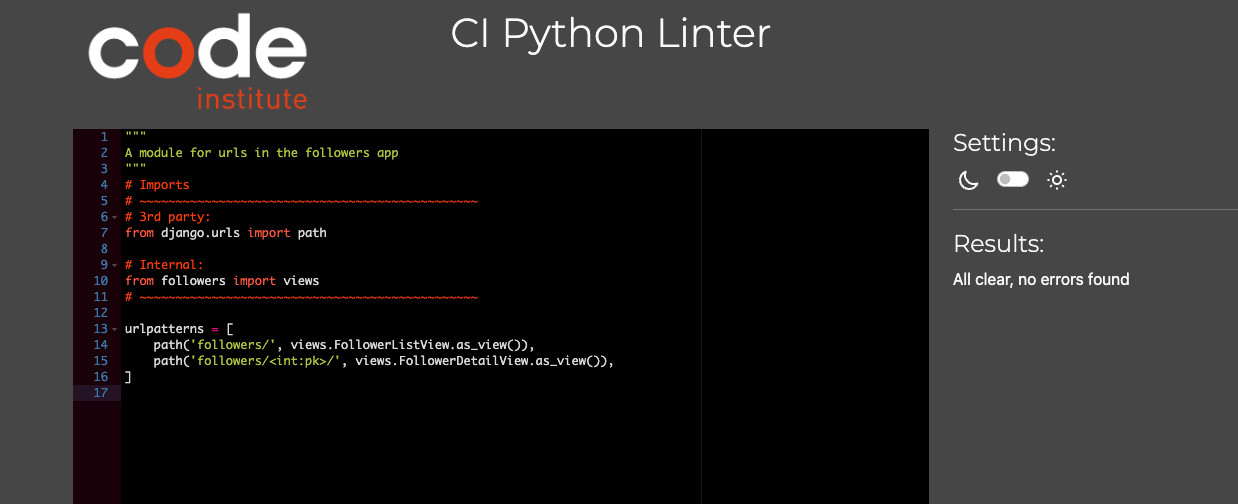 code
institute
CI Python Linter
1 """
2 A module for urls in the followers app
3 """
4 # Imports
5 # ~~~~~~~~~~~~~~~~~~~~~~~~~~~~~~~~~~~~~~~~~~~~~~~
6 # 3rd party:
7 from django.urls import path
8
9 # Internal:
10 from followers import views
11 # ~~~~~~~~~~~~~~~~~~~~~~~~~~~~~~~~~~~~~~~~~~~~~~~
12
13 urlpatterns = [
14     path('followers/', views.FollowerListView.as_view()),
15     path('followers/<int:pk>/', views.FollowerDetailView.as_view()),
16 ]
17
Settings:
Results:
All clear, no errors found